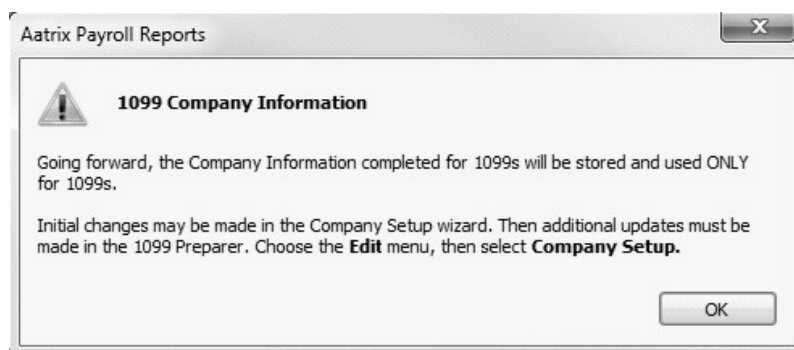 Aatrix Payroll Reports
X
1099 Company Information
Going forward, the Company Information completed for 1099s will be stored and used ONLY
for 1099s.
Initial changes may be made in the Company Setup wizard. Then additional updates must be
made in the 1099 Preparer. Choose the Edit menu, then select Company Setup.
OK